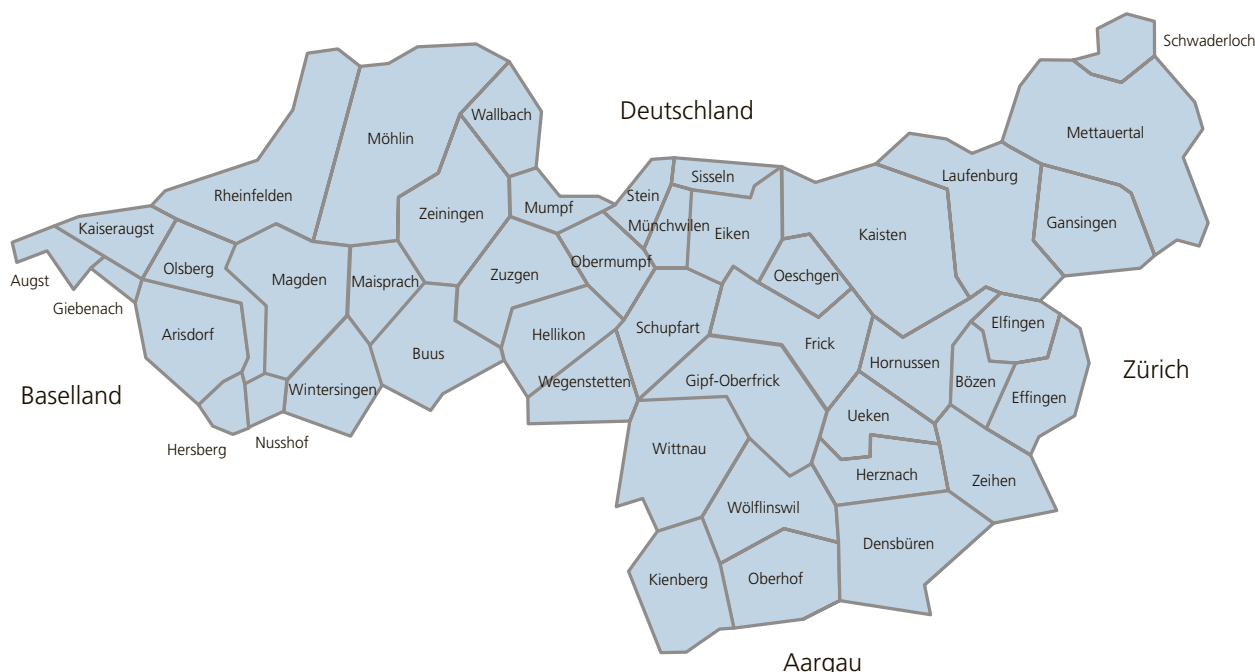 Schwaderloch
Deutschland
Wallbach
Mettauertal
Möhlin
Sisseln
Laufenburg
Rheinfelden
Stein
Zeiningen
Mumpf
Münchwilen
Eiken
Kaisten
Gansingen
Kaiseraugst
Olsberg
Obermumpf
Zuzgen
Oeschgen
Augst
Magden
Maisprach
Giebenach
Elfingen
Arisdorf
Schupfart
Hellikon
Frick
Buus
Hornussen
Zürich
Baselland
Wintersingen
Wegenstetten
Gipf-Oberfrick
Bözen
Effingen
Ueken
Nusshof
Hersberg
Wittnau
Herznach
Zeihen
Wölflinswil
Densbüren
Kienberg
Oberhof
Aargau